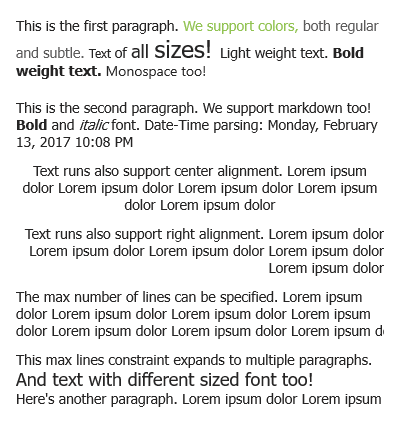 This is the first paragraph. We support colors, both regular
and subtle. Text of all sizes! Light weight text. Bold
weight text. Monospace too!
This is the second paragraph. We support markdown too!
Bold and italic font. Date-Time parsing: Monday, February
13, 2017 10:08 PM
Text runs also support center alignment. Lorem ipsum
dolor Lorem ipsum dolor Lorem ipsum dolor Lorem ipsum
dolor Lorem ipsum dolor
Text runs also support right alignment. Lorem ipsum dolor
Lorem ipsum dolor Lorem ipsum dolor Lorem ipsum dolor
Lorem ipsum dolor
The max number of lines can be specified. Lorem ipsum
dolor Lorem ipsum dolor Lorem ipsum dolor Lorem ipsum
dolor Lorem ipsum dolor Lorem ipsum dolor Lorem ipsum d
This max lines constraint expands to multiple paragraphs.
And text with different sized font too!
Here's another paragraph. Lorem ipsum dolor Lorem ipsum